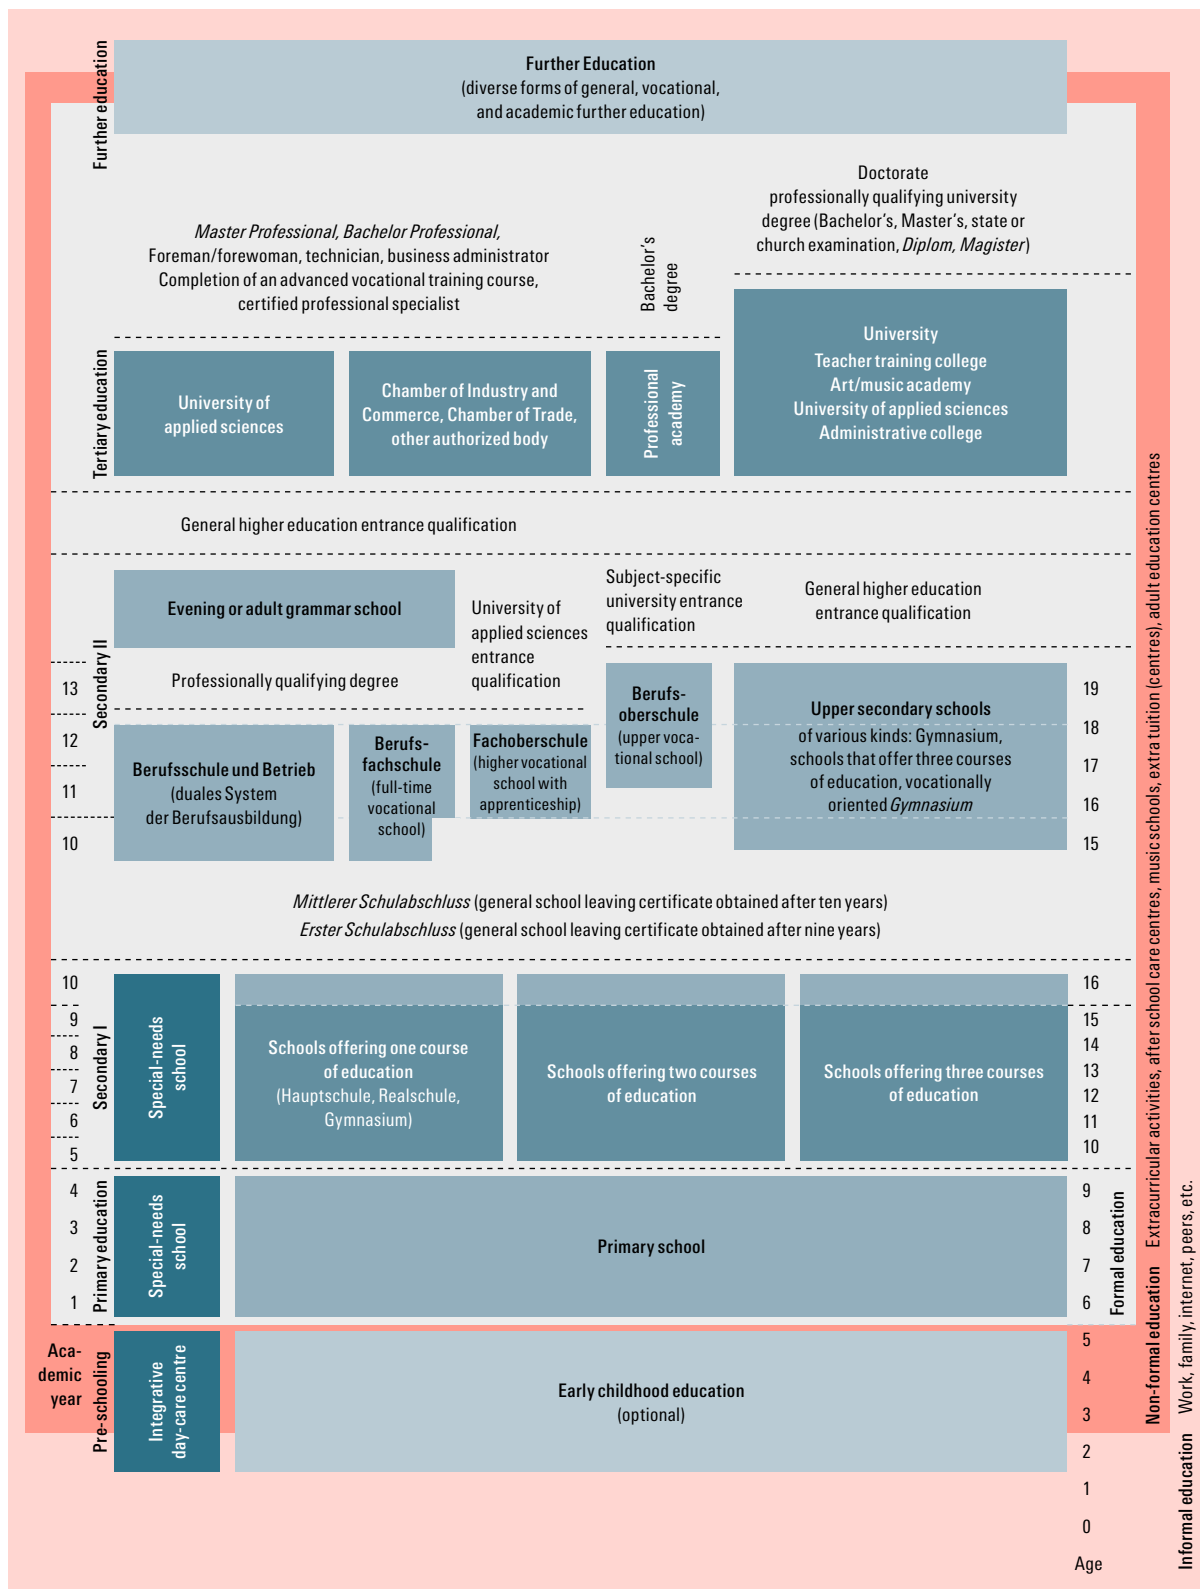 Further education
Further Education
(diverse forms of general, vocational,
and academic further education)
Doctorate
professionally qualifying university
degree (Bachelor's, Master's, state or
church examination, Diplom, Magister)
Master Professional, Bachelor Professional,
Foreman/forewoman, technician, business administrator
Completion of an advanced vocational training course,
certified professional specialist
Bachelor's
degree
Tertiary education
University of
applied sciences
Chamber of Industry and
Commerce, Chamber of Trade,
other authorized body
Professional
academy
University
Teacher training college
Art/music academy
University of applied sciences
Administrative college
General higher education entrance qualification
Secondary II
Evening or adult grammar school
University of
applied sciences
entrance
qualification
Subject-specific
university entrance
qualification
General higher education
entrance qualification
Professionally qualifying degree
13
12
11
10
Berufsschule und Betrieb
(duales System
der Berufsausbildung)
Berufs-
fachschule
(full-time
vocational
school)
Fachoberschule
(higher vocational
school with
apprenticeship)
Berufs-
oberschule
(upper voca-
tional school)
Upper secondary schools
of various kinds: Gymnasium,
schools that offer three courses
of education, vocationally
oriented Gymnasium
19
18
17
16
15
Mittlerer Schulabschluss (general school leaving certificate obtained after ten years)
Erster Schulabschluss (general school leaving certificate obtained after nine years)
10
9
8
7
6
5
Secondary I
Special-needs
school
Schools offering one course
of education
(Hauptschule, Realschule,
Gymnasium)
Schools offering two courses
of education
Schools offering three courses
of education
16
15
14
13
12
11
10
4
3
2
1
Primary education
Special-needs
school
Primary school
9
8
7
6
Formal education
Aca-
demic
year
Pre-schooling
Integrative
day-care centre
Early childhood education
(optional)
5
4
3
2
1
0
Age
Non-formal education Extracurricular activities, after school care centres, music schools, extra tuition (centres), adult education centres
Informal education Work, family, internet, peers, etc.